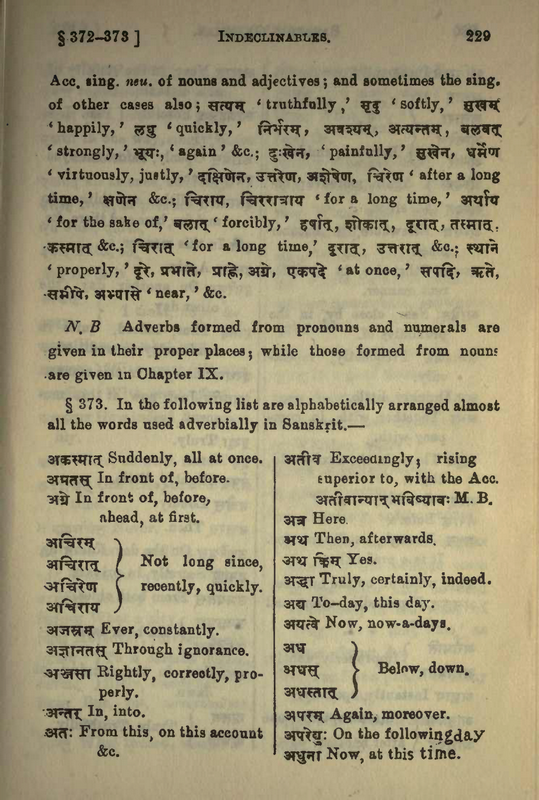 § 372-373 ] INDECLINABLES. 229
Acc. sing. neu. of nouns and adjectives; and sometimes the sing.
of other cases also; सत्यम् ‘truthfully,’ मृदु ‘softly,’ सुखम्
‘happily,’ लघु ‘quickly,’ निर्भरम्, अवश्यम्, अत्यन्तम्, बलवत्
‘strongly,’ भूयः, ‘again’ &c.; दुःखेन, ‘painfully,’ सुखेन, धर्मेण
‘virtuously, justly,’ दक्षिणेन, उत्तरेण, अशेषेण, चिरेण ‘after a long
time,’ क्षणेन &c.; चिराय, चिररात्राय ‘for a long time,’ अर्थाय
‘for the sake of,’ बलात् ‘forcibly,’ हर्षात्, शोकात्, दूरात्, तस्मात्,
कस्मात् &c.; चिरात् ‘for a long time,’ दूरात्, उत्तरात् &c.; स्थाने
‘properly,’ दूरे, प्रभाते, प्राह्णे, अग्रे, एकपदे ‘at once,’ सपदि, ऋते,
समीपे, अभ्यासे ‘near,’ &c.
N. B Adverbs formed from pronouns and numerals are
given in their proper places; while those formed from nouns
are given in Chapter IX.
§ 373. In the following list are alphabetically arranged almost
all the words used adverbially in Sanskrit.—
अकस्मात् Suddenly, all at once.
अग्रतस् In front of, before.
अग्रे In front of, before,
ahead, at first.
अचिरम्
अचिरात् Not long since,
अचिरेण recently, quickly.
अचिराय
अजस्रम् Ever, constantly.
अज्ञानतस् Through ignorance.
अञ्जसा Rightly, correctly, pro-
perly.
अन्तर् In, into.
अतः From this, on this account
&c.
अतीव Exceedingly; rising
superior to, with the Acc.
अतीवान्यान् भविष्यावः M. B.
अत्र Here.
अथ Then, afterwards.
अथ किम् Yes.
अद्धा Truly, certainly, indeed.
अद्य To-day, this day.
अद्यत्वे Now, now-a-days.
अध
अधस् Below, down.
अधस्तात्
अपरम् Again, moreover.
अपरेद्युः On the followingday
अधुना Now, at this time.